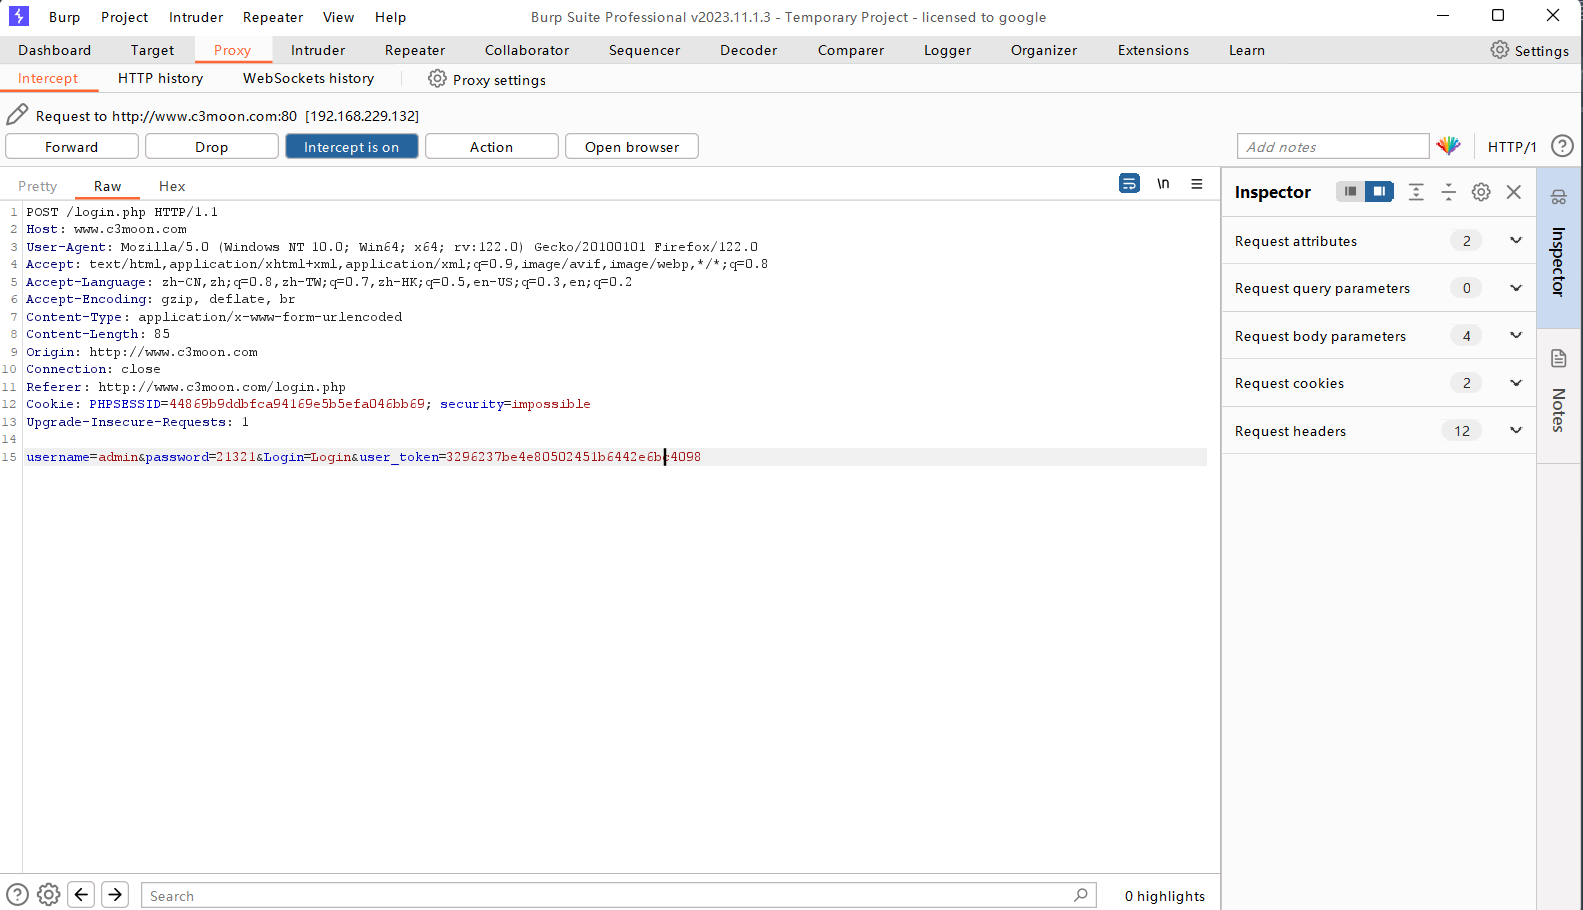 Burp Project Intruder Repeater View Help Burp Suite Professional v2023.11.1.3 - Temporary Project - licensed to google
Dashboard Target Proxy Intruder Repeater Collaborator Sequencer Decoder Comparer Logger Organizer Extensions Learn Settings
Intercept HTTP history WebSockets history Proxy settings
Request to http://www.c3moon.com:80 [192.168.229.132]
Forward Drop Intercept is on Action Open browser Add notes HTTP/1 ?
Pretty Raw Hex \n
1 POST /login.php HTTP/1.1
2 Host: www.c3moon.com
3 User-Agent: Mozilla/5.0 (Windows NT 10.0; Win64; x64; rv:122.0) Gecko/20100101 Firefox/122.0
4 Accept: text/html,application/xhtml+xml,application/xml;q=0.9,image/avif,image/webp,*/*;q=0.8
5 Accept-Language: zh-CN,zh;q=0.8,zh-TW;q=0.7,zh-HK;q=0.5,en-US;q=0.3,en;q=0.2
6 Accept-Encoding: gzip, deflate, br
7 Content-Type: application/x-www-form-urlencoded
8 Content-Length: 85
9 Origin: http://www.c3moon.com
10 Connection: close
11 Referer: http://www.c3moon.com/login.php
12 Cookie: PHPSESSID=44869b9ddbfca94169e5b5efa046bb69; security=impossible
13 Upgrade-Insecure-Requests: 1
14
15 username=admin&password=21321&Login=Login&user_token=3296237be4e80502451b6442e6bc4098
Inspector
Request attributes 2
Request query parameters 0
Request body parameters 4
Request cookies 2
Request headers 12
Inspector
Notes
? Search 0 highlights